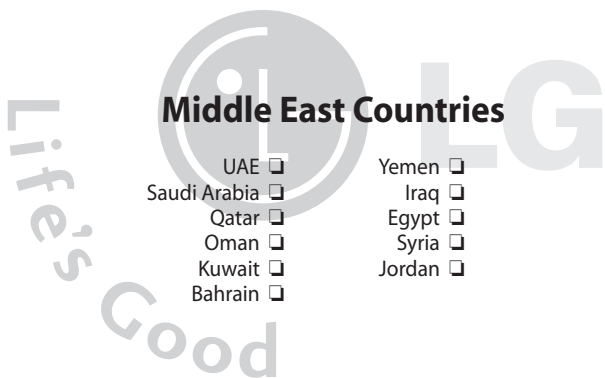 LG
Life's Good
Middle East Countries
UAE ❏
Saudi Arabia ❏
Qatar ❏
Oman ❏
Kuwait ❏
Bahrain ❏
Yemen ❏
Iraq ❏
Egypt ❏
Syria ❏
Jordan ❏